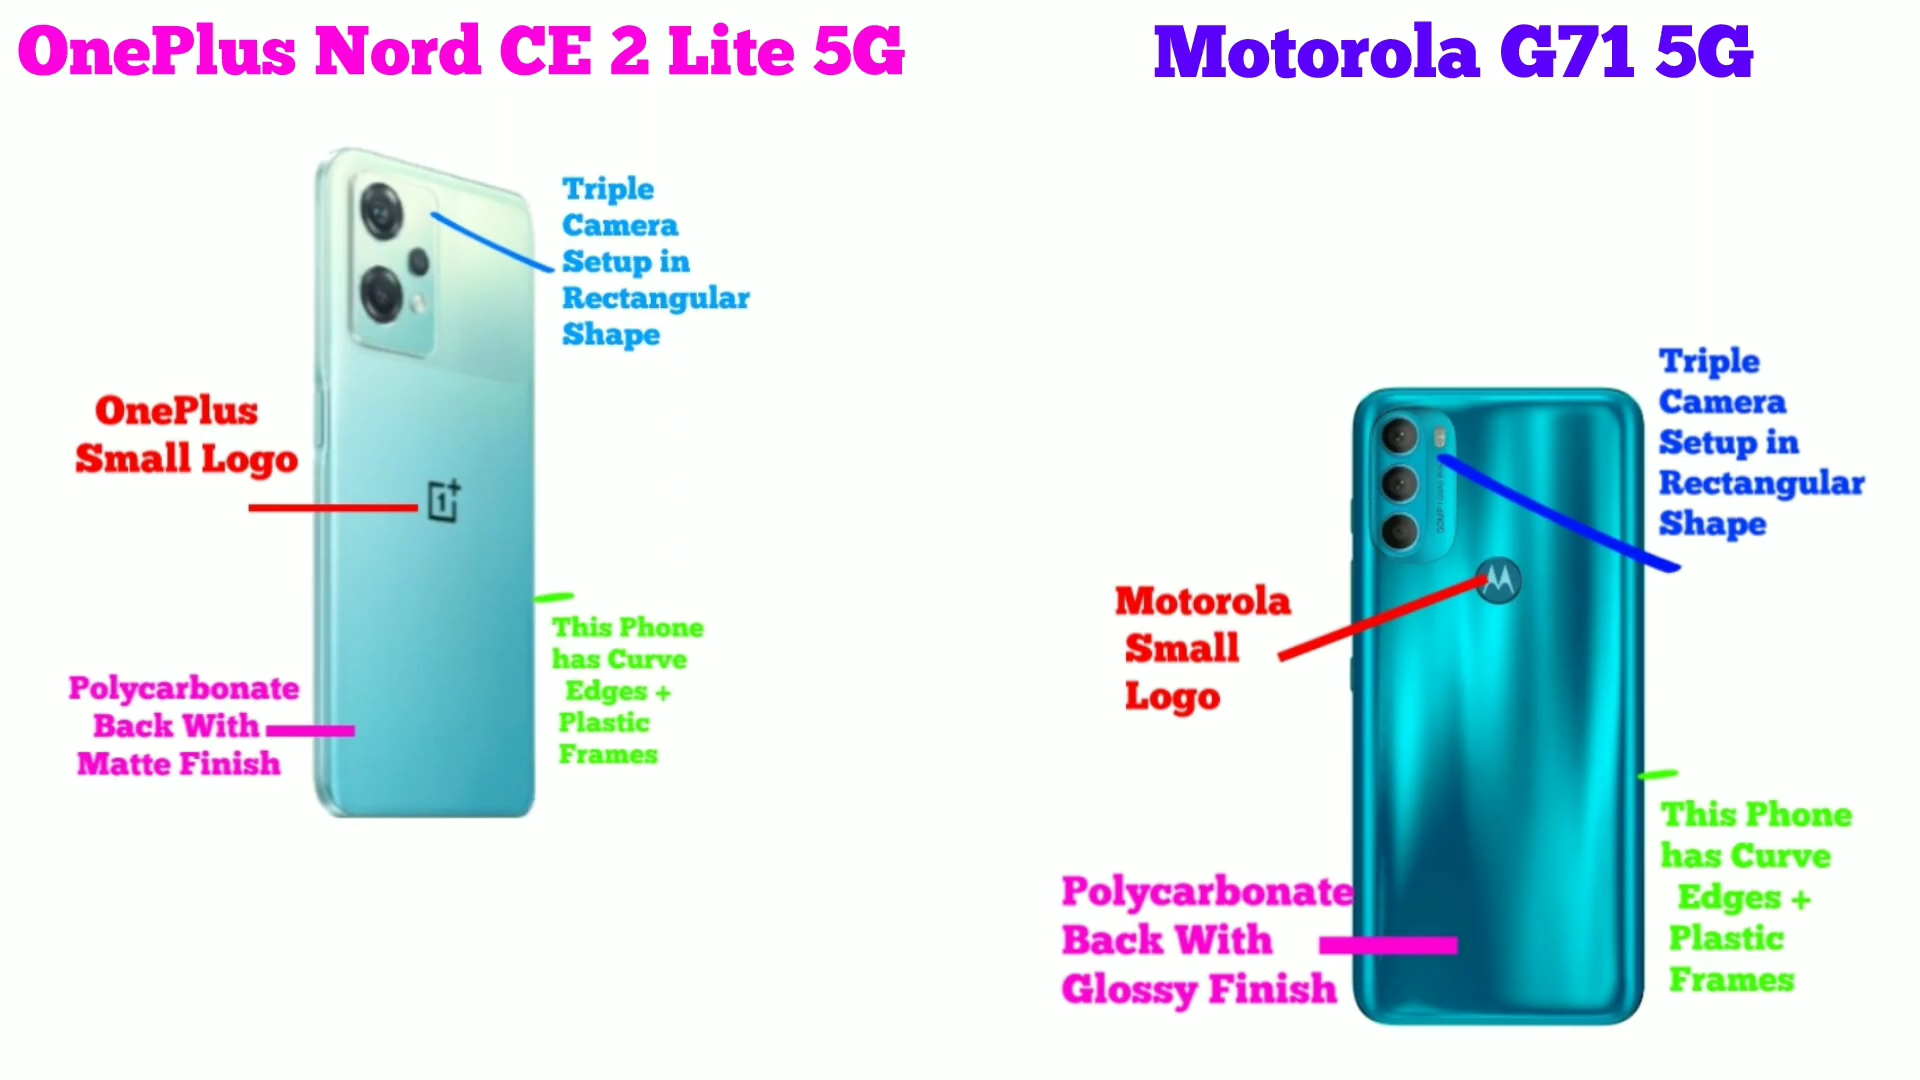 OnePlus Nord CE 2 Lite 5G
Triple
Camera
Setup in
Rectangular
Shape
OnePlus
Small Logo
This Phone
has Curve
Edges +
Plastic
Frames
Polycarbonate
Back With
Matte Finish
Motorola G71 5G
Triple
Camera
Setup in
Rectangular
Shape
Motorola
Small
Logo
This Phone
has Curve
Edges +
Plastic
Frames
Polycarbonate
Back With
Glossy Finish